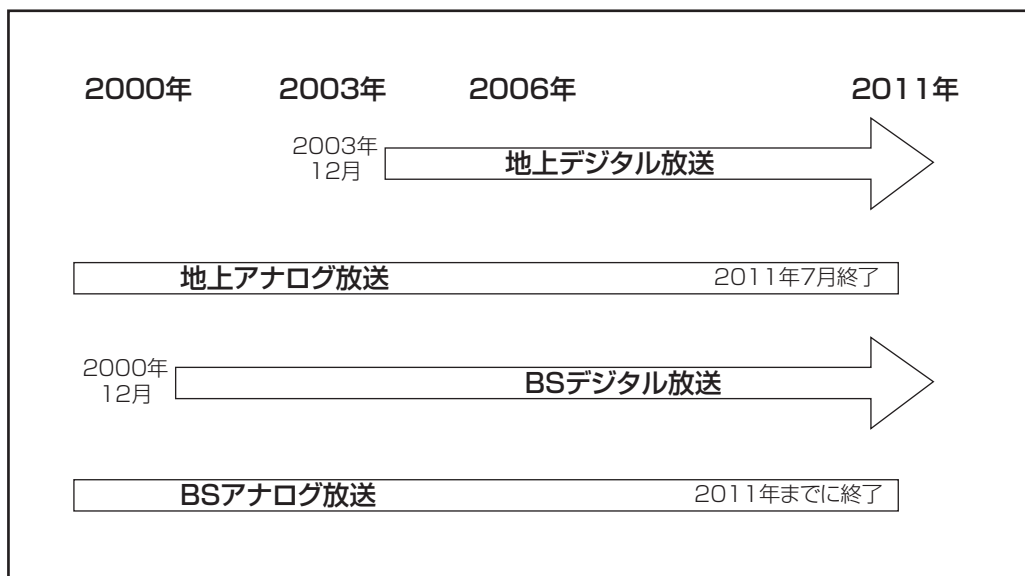 2000年 2003年 2006年 2011年
2003年
12月
地上デジタル放送
地上アナログ放送 2011年7月終了
2000年
12月
BSデジタル放送
BSアナログ放送 2011年までに終了